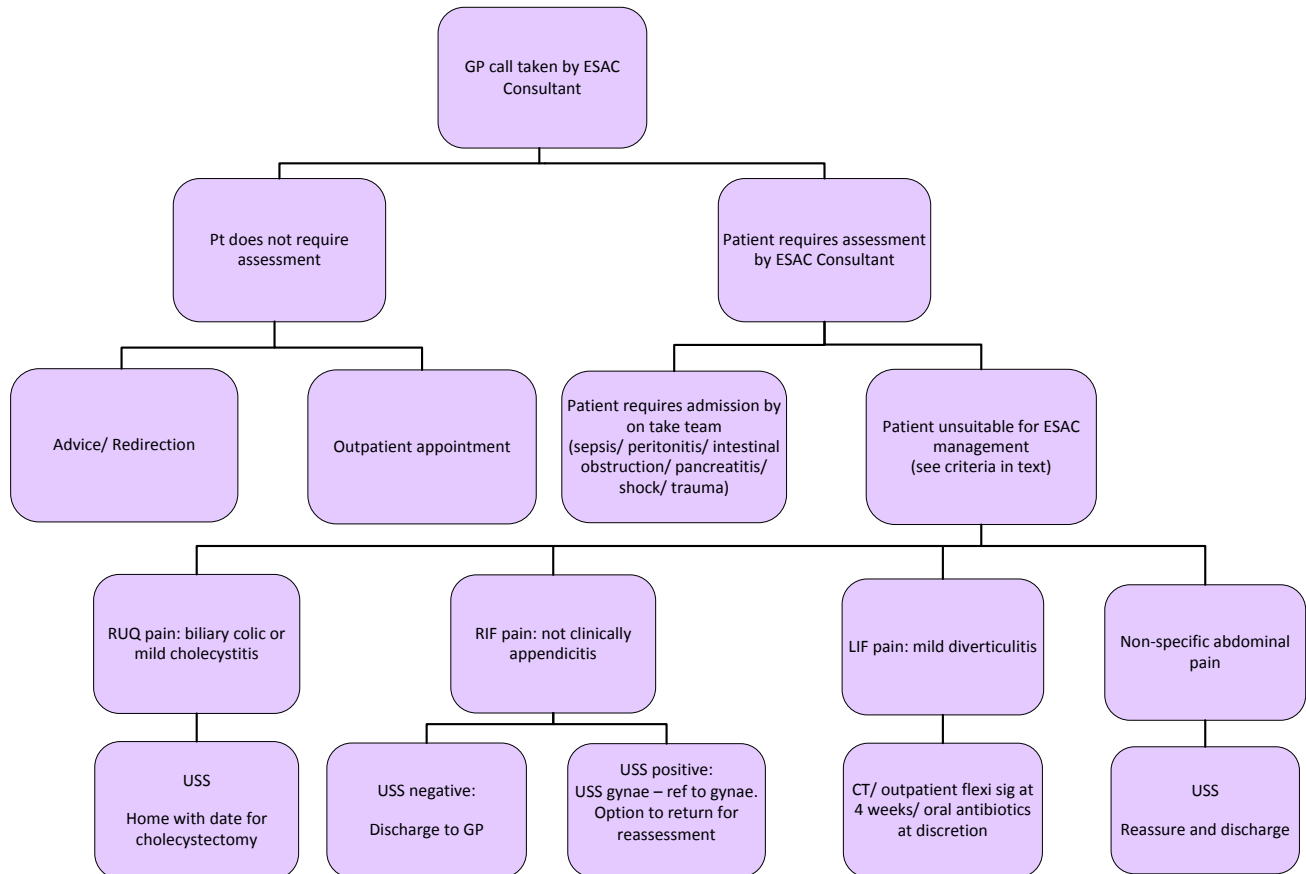 GP call taken by ESAC
Consultant
Pt does not require
assessment
Patient requires assessment
by ESAC Consultant
Advice/ Redirection
Outpatient appointment
Patient requires admission by
on take team
(sepsis/ peritonitis/ intestinal
obstruction/ pancreatitis/
shock/ trauma)
Patient unsuitable for ESAC
management
(see criteria in text)
RUQ pain: biliary colic or
mild cholecystitis
RIF pain: not clinically
appendicitis
LIF pain: mild diverticulitis
Non-specific abdominal
pain
USS
Home with date for
cholecystectomy
USS negative:
Discharge to GP
USS positive:
USS gynae – ref to gynae.
Option to return for
reassessment
CT/ outpatient flexi sig at
4 weeks/ oral antibiotics
at discretion
USS
Reassure and discharge